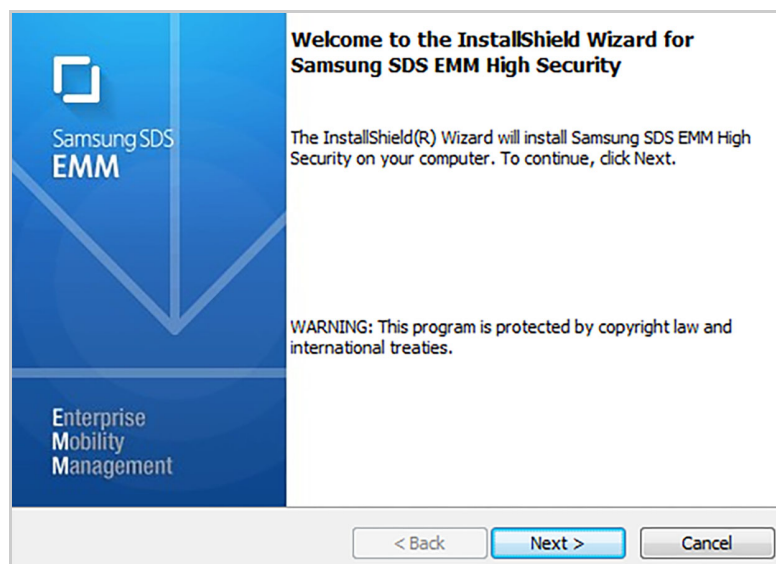 Samsung SDS
EMM
Enterprise
Mobility
Management
Welcome to the InstallShield Wizard for
Samsung SDS EMM High Security
The InstallShield(R) Wizard will install Samsung SDS EMM High
Security on your computer. To continue, click Next.
WARNING: This program is protected by copyright law and
international treaties.
< Back
Next >
Cancel